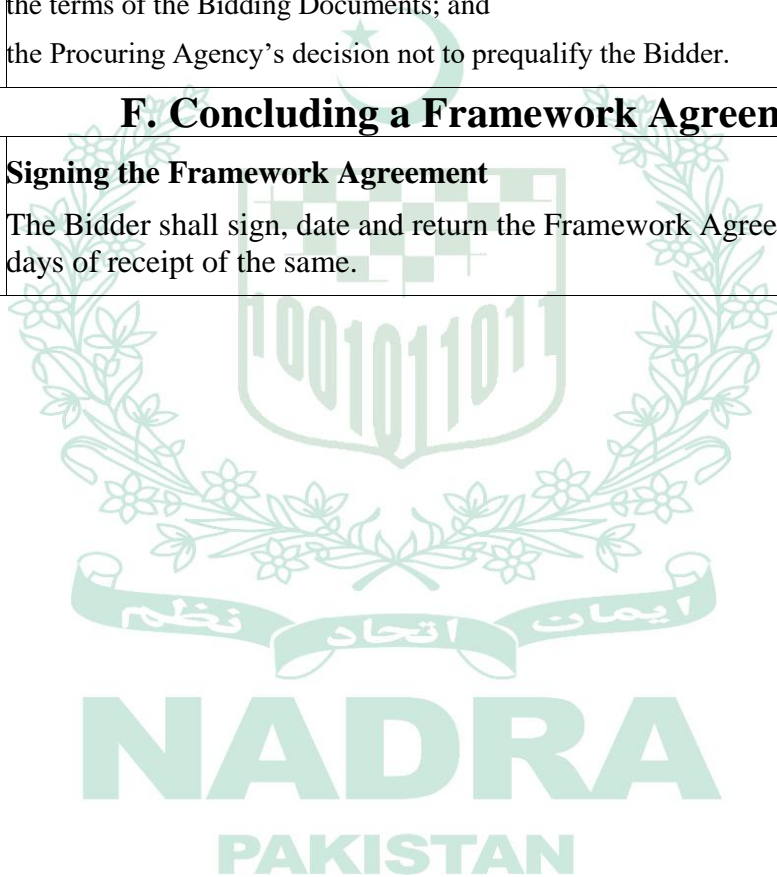 the terms of the Bidding Documents; and
the Procuring Agency’s decision not to prequalify the Bidder.
F. Concluding a Framework Agreem
Signing the Framework Agreement
The Bidder shall sign, date and return the Framework Agree
days of receipt of the same.
1001011011
ایمان اتحاد نظم
NADRA
PAKISTAN